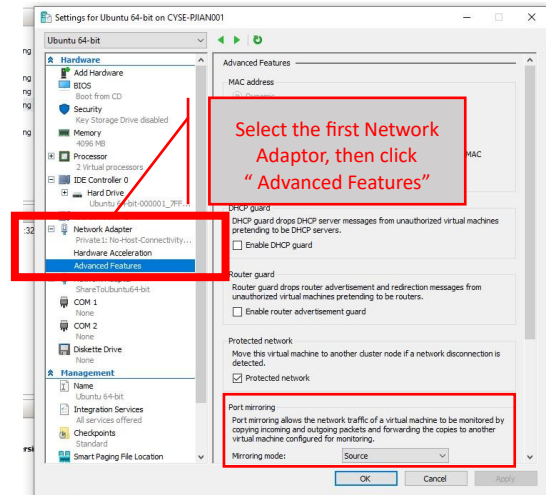 Settings for Ubuntu 64-bit on CYSE-PJIAN001
Ubuntu 64-bit
Hardware
Add Hardware
BIOS
Boot from CD
Security
Key Storage Drive disabled
Memory
4096 MB
Processor
2 Virtual processors
IDE Controller 0
Hard Drive
Ubuntu 64-bit-000001_7FF...
Network Adapter
Private1: No-Host-Connectivity...
Hardware Acceleration
Advanced Features
ShareToUbuntu64-bit
COM 1
None
COM 2
None
Diskette Drive
None
Management
Name
Ubuntu 64-bit
Integration Services
All services offered
Checkpoints
Standard
Smart Paging File Location
Advanced Features
MAC address
Select the first Network
Adaptor, then click
“ Advanced Features”
MAC
DHCP guard
DHCP guard drops DHCP server messages from unauthorized virtual machines
pretending to be DHCP servers.
Enable DHCP guard
Router guard
Router guard drops router advertisement and redirection messages from
unauthorized virtual machines pretending to be routers.
Enable router advertisement guard
Protected network
Move this virtual machine to another cluster node if a network disconnection is
detected.
Protected network
Port mirroring
Port mirroring allows the network traffic of a virtual machine to be monitored by
copying incoming and outgoing packets and forwarding the copies to another
virtual machine configured for monitoring.
Mirroring mode:
Source
OK
Cancel
Apply